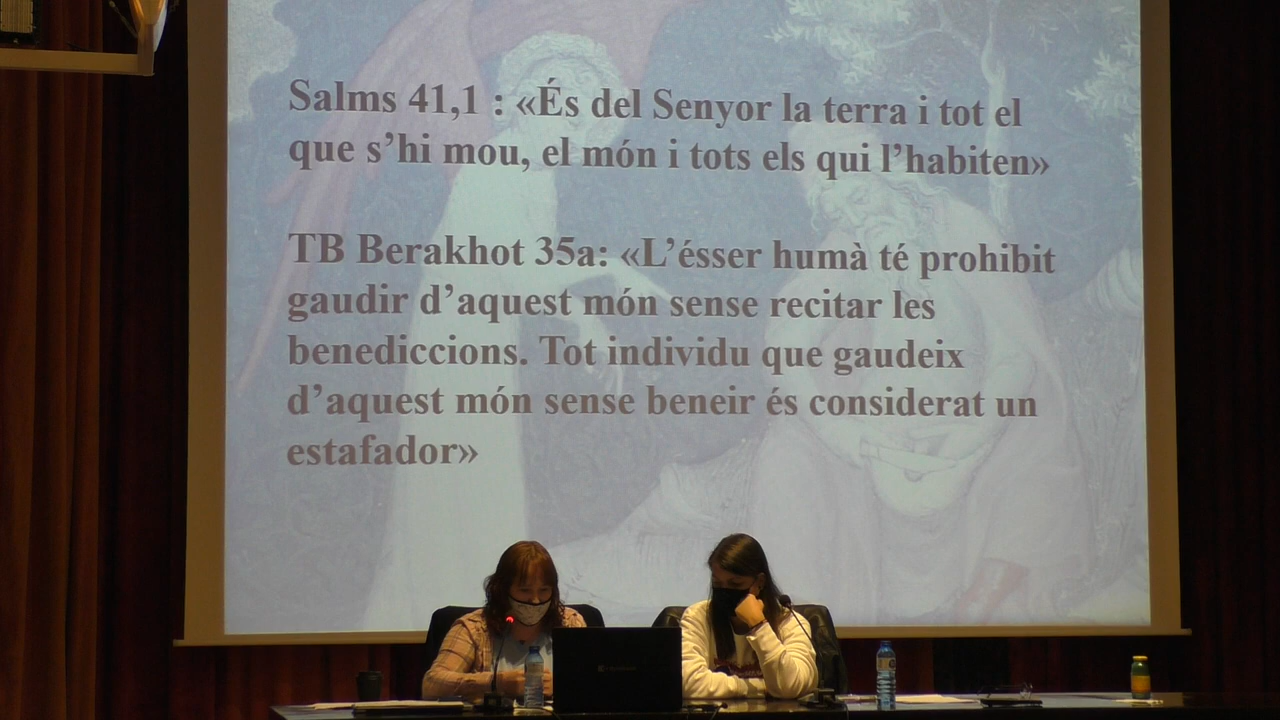 Salms 41,1 : «És del Senyor la terra i tot el
que s’hi mou, el món i tots els qui l’habiten»
TB Berakhot 35a: «L’ésser humà té prohibit
gaudir d’aquest món sense recitar les
benediccions. Tot individu que gaudeix
d’aquest món sense beneir és considerat un
estafador»